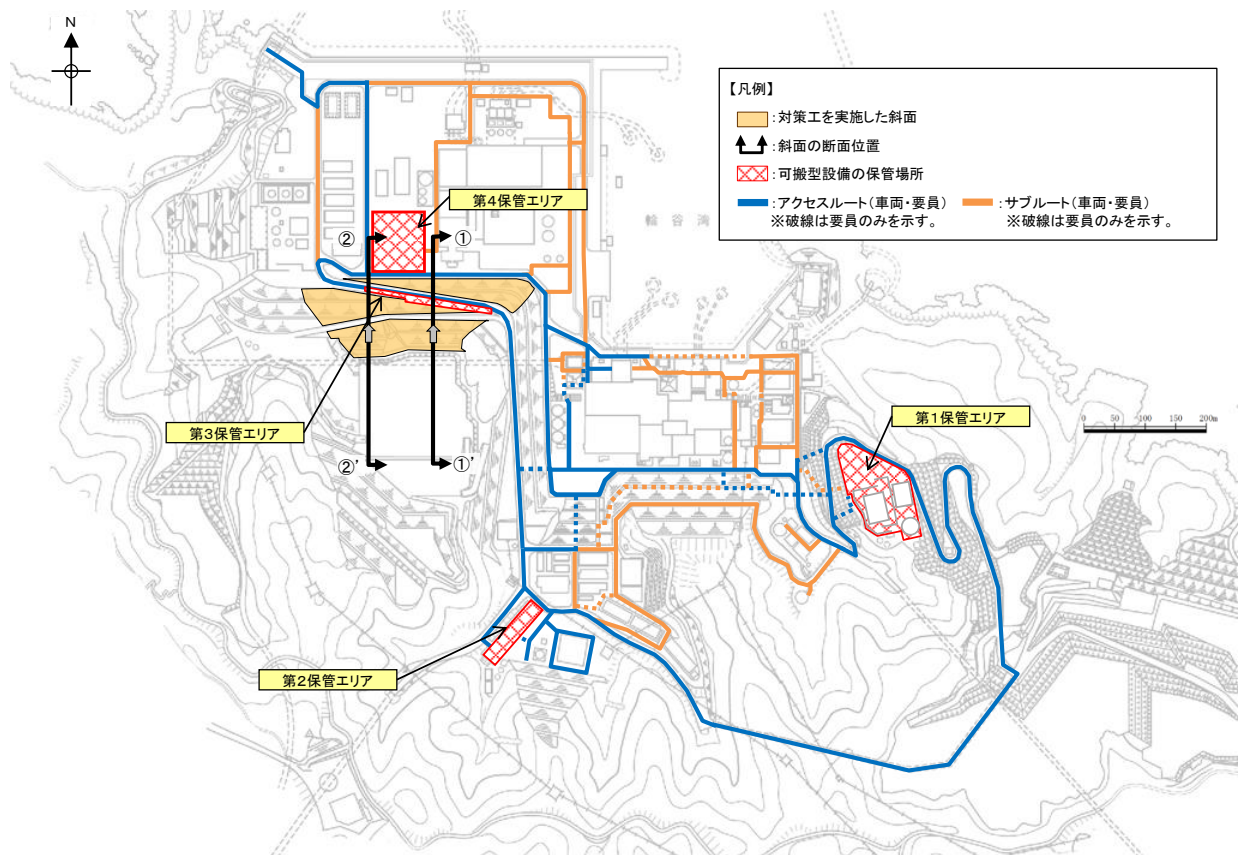 N
【凡例】
:対策工を実施した斜面
:斜面の断面位置
:可搬型設備の保管場所
:アクセスルート(車両・要員)
※破線は要員のみを示す。
:サブルート(車両・要員)
※破線は要員のみを示す。
第4保管エリア
輪谷湾
②
①
第3保管エリア
②'
①'
第1保管エリア
0 50 100 200m
第2保管エリア